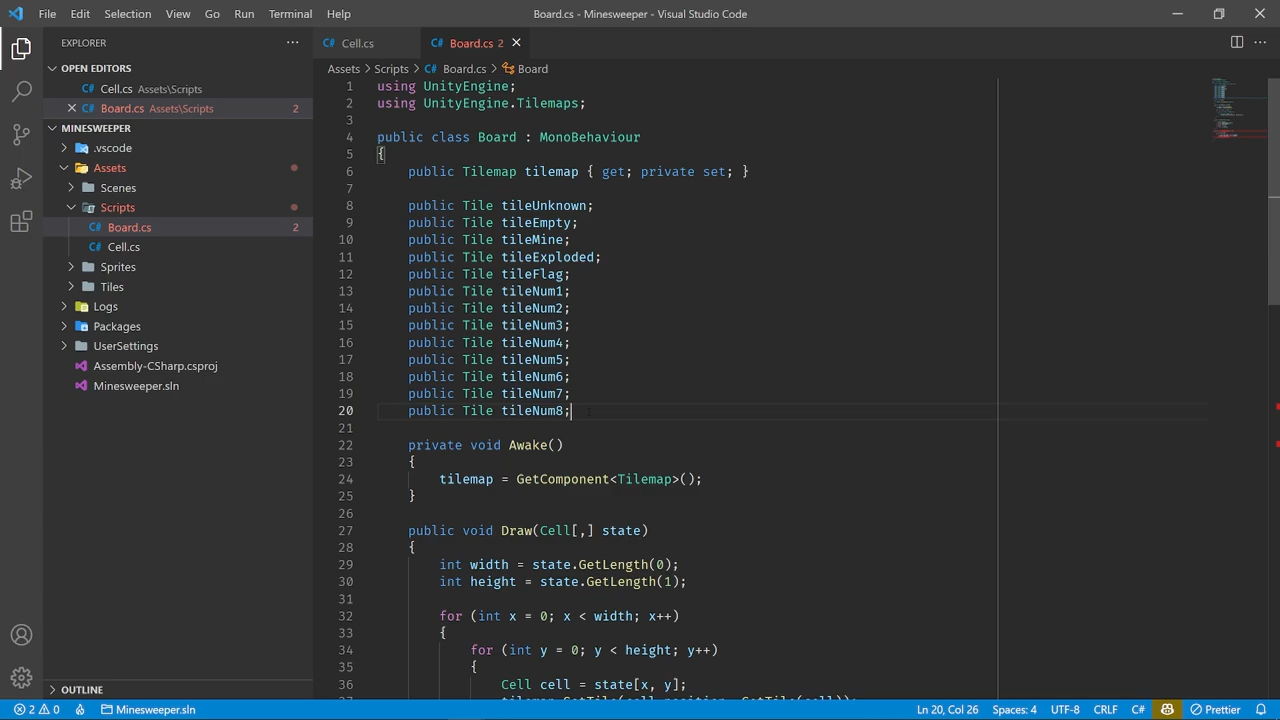 File Edit Selection View Go Run Terminal Help
Board.cs - Minesweeper - Visual Studio Code
EXPLORER
OPEN EDITORS
Cell.cs Assets\Scripts
Board.cs Assets\Scripts 2
MINESWEEPER
.vscode
Assets
Scenes
Scripts
Board.cs 2
Cell.cs
Sprites
Tiles
Logs
Packages
UserSettings
Assembly-CSharp.csproj
Minesweeper.sln
OUTLINE
Cell.cs
Board.cs 2
Assets > Scripts > Board.cs > Board
1 using UnityEngine;
2 using UnityEngine.Tilemaps;
3
4 public class Board : MonoBehaviour
5 {
6 public Tilemap tilemap { get; private set; }
7
8 public Tile tileUnknown;
9 public Tile tileEmpty;
10 public Tile tileMine;
11 public Tile tileExploded;
12 public Tile tileFlag;
13 public Tile tileNum1;
14 public Tile tileNum2;
15 public Tile tileNum3;
16 public Tile tileNum4;
17 public Tile tileNum5;
18 public Tile tileNum6;
19 public Tile tileNum7;
20 public Tile tileNum8;
21
22 private void Awake()
23 {
24 tilemap = GetComponent<Tilemap>();
25 }
26
27 public void Draw(Cell[,] state)
28 {
29 int width = state.GetLength(0);
30 int height = state.GetLength(1);
31
32 for (int x = 0; x < width; x++)
33 {
34 for (int y = 0; y < height; y++)
35 {
36 Cell cell = state[x, y];
37 tilemap.SetTile(cell.position, GetTile(cell));
2 0 Minesweeper.sln
Ln 20, Col 26 Spaces: 4 UTF-8 CRLF C# Prettier